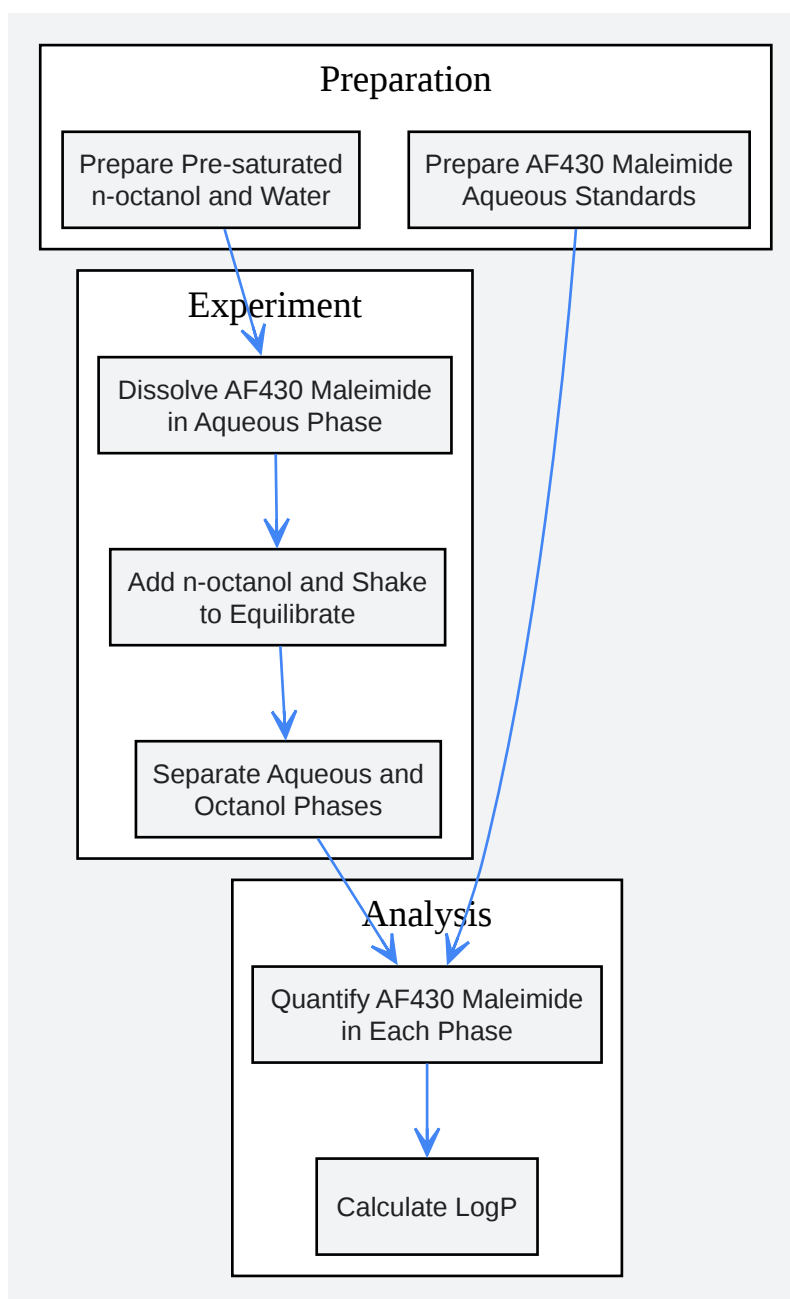 Preparation
Prepare Pre-saturated
n-octanol and Water
Prepare AF430 Maleimide
Aqueous Standards
Experiment
Dissolve AF430 Maleimide
in Aqueous Phase
Add n-octanol and Shake
to Equilibrate
Separate Aqueous and
Octanol Phases
Analysis
Quantify AF430 Maleimide
in Each Phase
Calculate LogP